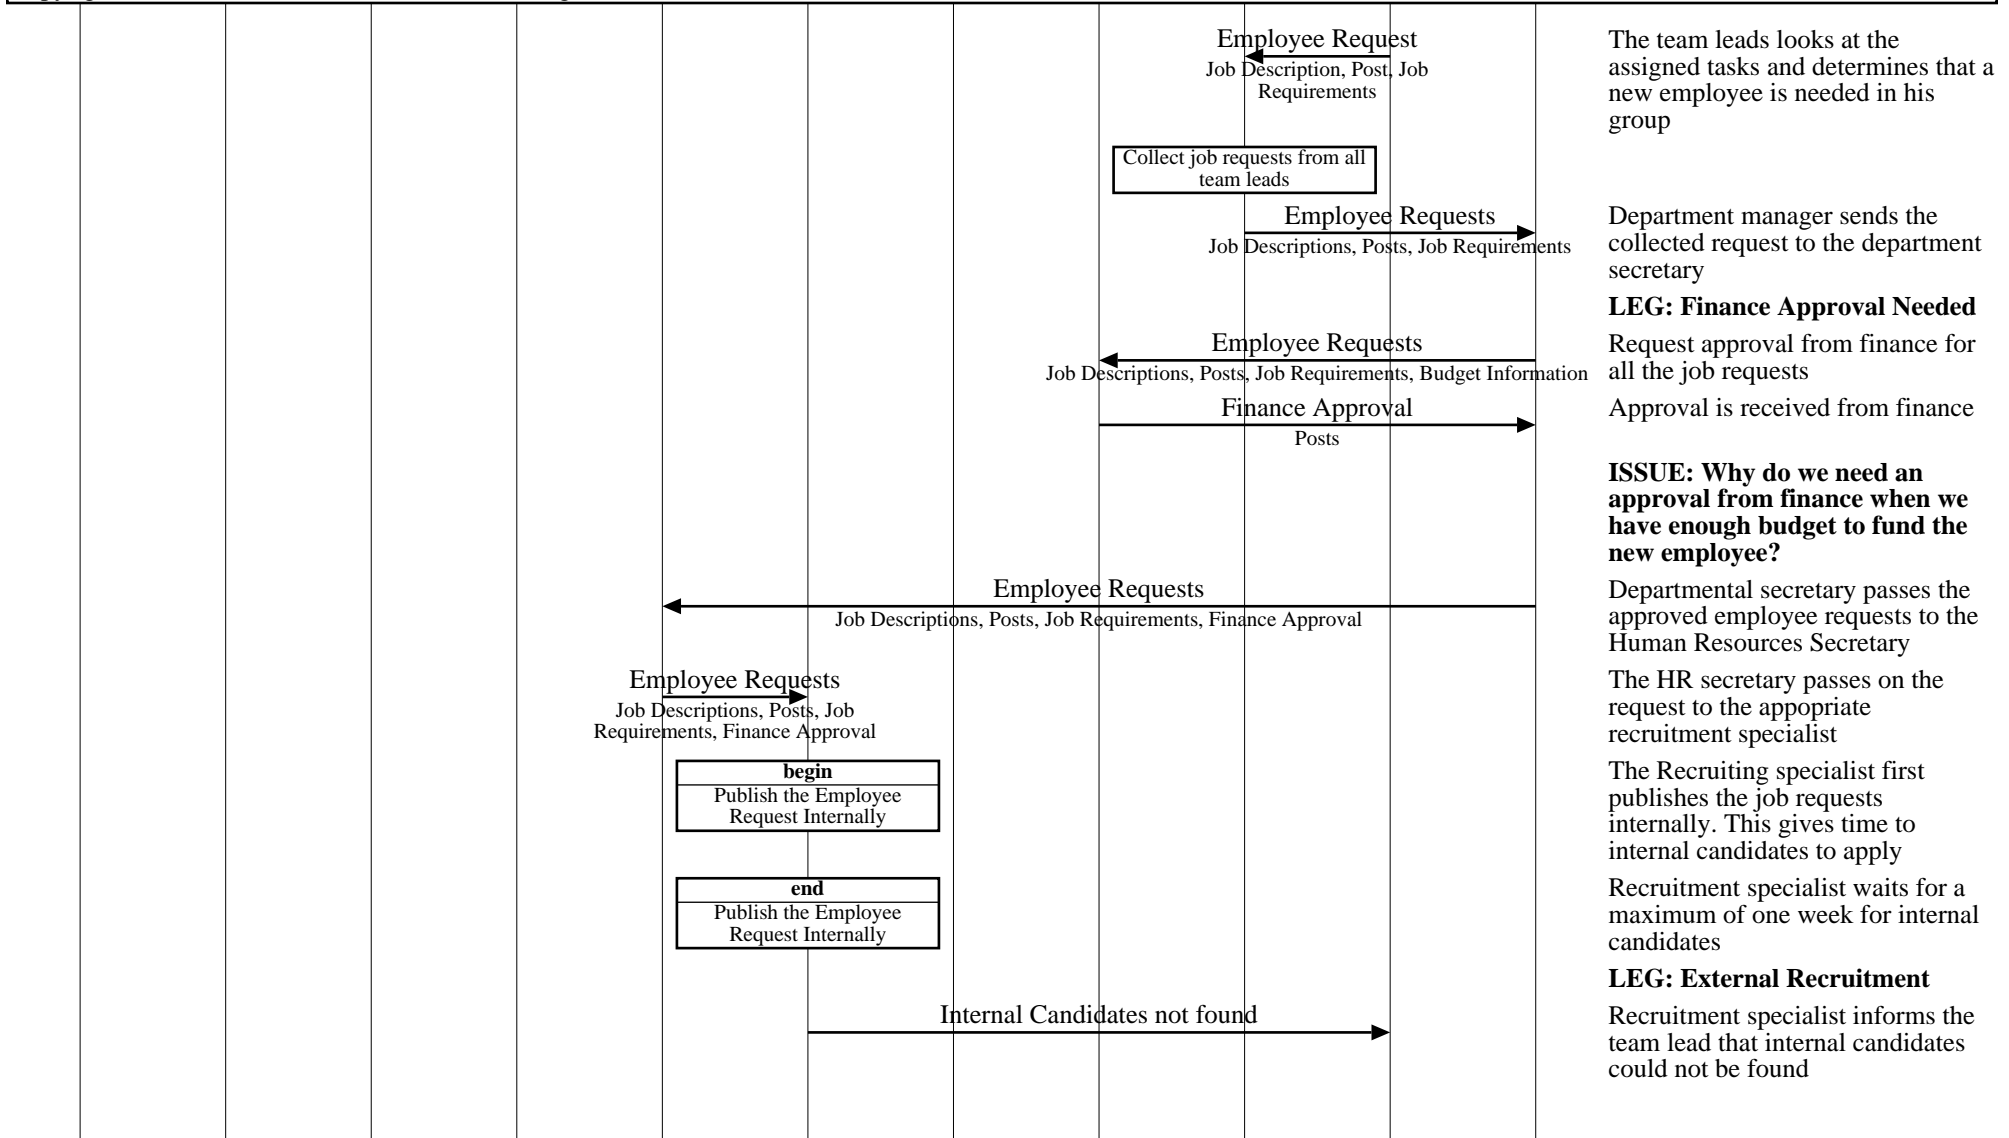 Employee Request
Job Description, Post, Job
Requirements
The team leads looks at the
assigned tasks and determines that a
new employee is needed in his
group
Collect job requests from all
team leads
Employee Requests
Job Descriptions, Posts, Job Requirements
Department manager sends the
collected request to the department
secretary
LEG: Finance Approval Needed
Employee Requests
Job Descriptions, Posts, Job Requirements, Budget Information
Request approval from finance for
all the job requests
Finance Approval
Posts
Approval is received from finance
ISSUE: Why do we need an
approval from finance when we
have enough budget to fund the
new employee?
Employee Requests
Job Descriptions, Posts, Job Requirements, Finance Approval
Departmental secretary passes the
approved employee requests to the
Human Resources Secretary
Employee Requests
Job Descriptions, Posts, Job
Requirements, Finance Approval
The HR secretary passes on the
request to the appopriate
recruitment specialist
begin
Publish the Employee
Request Internally
The Recruiting specialist first
publishes the job requests
internally. This gives time to
internal candidates to apply
end
Publish the Employee
Request Internally
Recruitment specialist waits for a
maximum of one week for internal
candidates
LEG: External Recruitment
Internal Candidates not found
Recruitment specialist informs the
team lead that internal candidates
could not be found